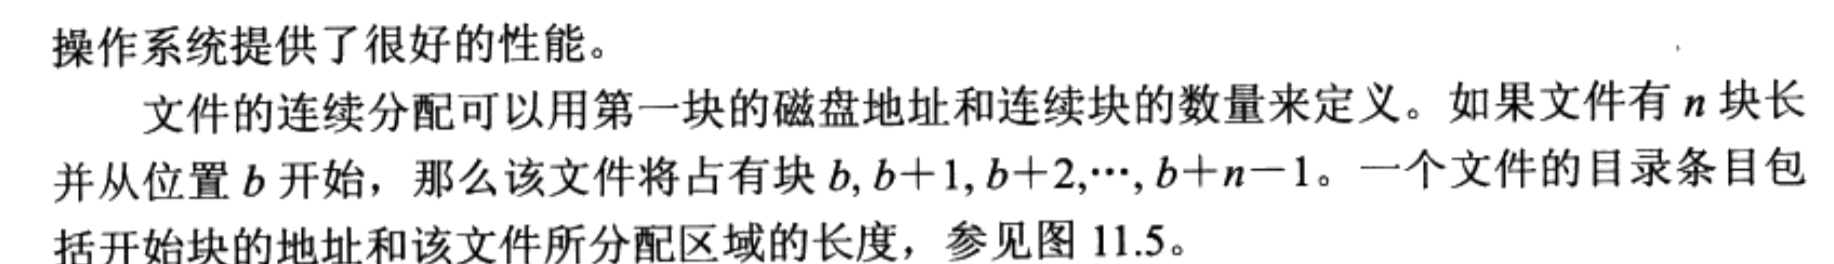 操作系统提供了很好的性能。
文件的连续分配可以用第一块的磁盘地址和连续块的数量来定义。如果文件有 n 块长
并从位置 b 开始，那么该文件将占有块 b, b＋1, b＋2,…, b＋n－1。一个文件的目录条目包
括开始块的地址和该文件所分配区域的长度，参见图 11.5。